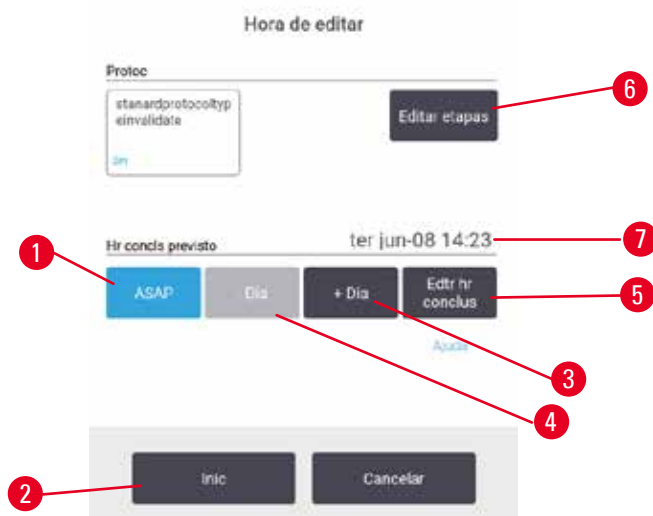 Hora de editar
Protoc
stanardprotocoltyp
einvalidate
Editar etapas
6
Hr concls previsto
ter jun-08 14:23
7
1
ASAP
Dia
+ Dia
Edtr hr
conclus
5
Ajuda
3
4
Inic
Cancelar
2